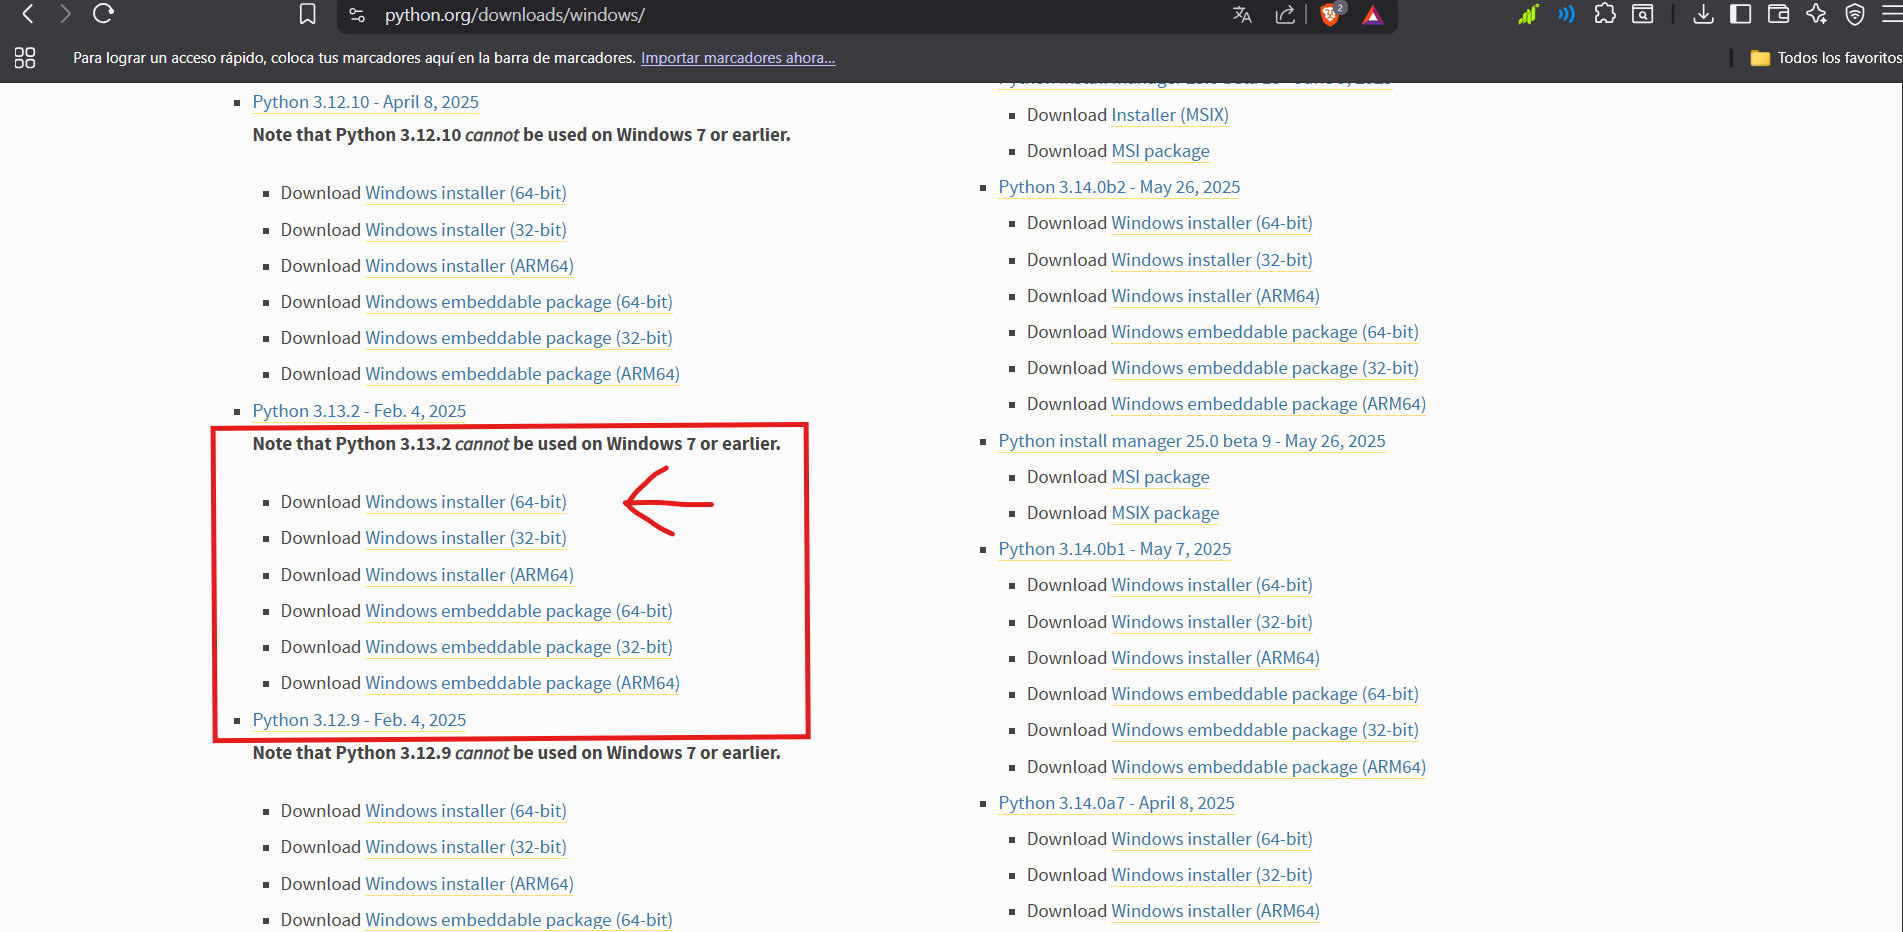 python.org/downloads/windows/
2
Para lograr un acceso rápido, coloca tus marcadores aquí en la barra de marcadores. Importar marcadores ahora...
Todos los favoritos
Python 3.12.10 - April 8, 2025
Note that Python 3.12.10 cannot be used on Windows 7 or earlier.
Download Windows installer (64-bit)
Download Windows installer (32-bit)
Download Windows installer (ARM64)
Download Windows embeddable package (64-bit)
Download Windows embeddable package (32-bit)
Download Windows embeddable package (ARM64)
Python 3.13.2 - Feb. 4, 2025
Note that Python 3.13.2 cannot be used on Windows 7 or earlier.
Download Windows installer (64-bit)
Download Windows installer (32-bit)
Download Windows installer (ARM64)
Download Windows embeddable package (64-bit)
Download Windows embeddable package (32-bit)
Download Windows embeddable package (ARM64)
Python 3.12.9 - Feb. 4, 2025
Note that Python 3.12.9 cannot be used on Windows 7 or earlier.
Download Windows installer (64-bit)
Download Windows installer (32-bit)
Download Windows installer (ARM64)
Download Windows embeddable package (64-bit)
Download Installer (MSIX)
Download MSI package
Python 3.14.0b2 - May 26, 2025
Download Windows installer (64-bit)
Download Windows installer (32-bit)
Download Windows installer (ARM64)
Download Windows embeddable package (64-bit)
Download Windows embeddable package (32-bit)
Download Windows embeddable package (ARM64)
Python install manager 25.0 beta 9 - May 26, 2025
Download MSI package
Download MSIX package
Python 3.14.0b1 - May 7, 2025
Download Windows installer (64-bit)
Download Windows installer (32-bit)
Download Windows installer (ARM64)
Download Windows embeddable package (64-bit)
Download Windows embeddable package (32-bit)
Download Windows embeddable package (ARM64)
Python 3.14.0a7 - April 8, 2025
Download Windows installer (64-bit)
Download Windows installer (32-bit)
Download Windows installer (ARM64)